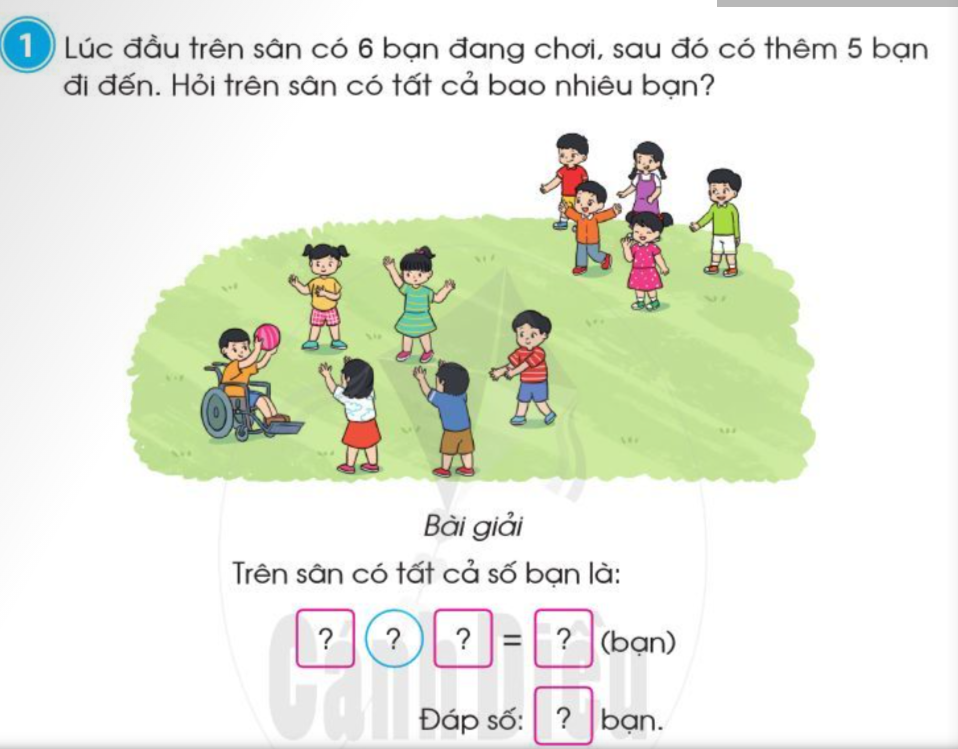 1 Lúc đầu trên sân có 6 bạn đang chơi, sau đó có thêm 5 bạn
đi đến. Hỏi trên sân có tất cả bao nhiêu bạn?
Bài giải
Trên sân có tất cả số bạn là:
? ? ? = ? (bạn)
Đáp số: ? bạn.
Cánh Diều